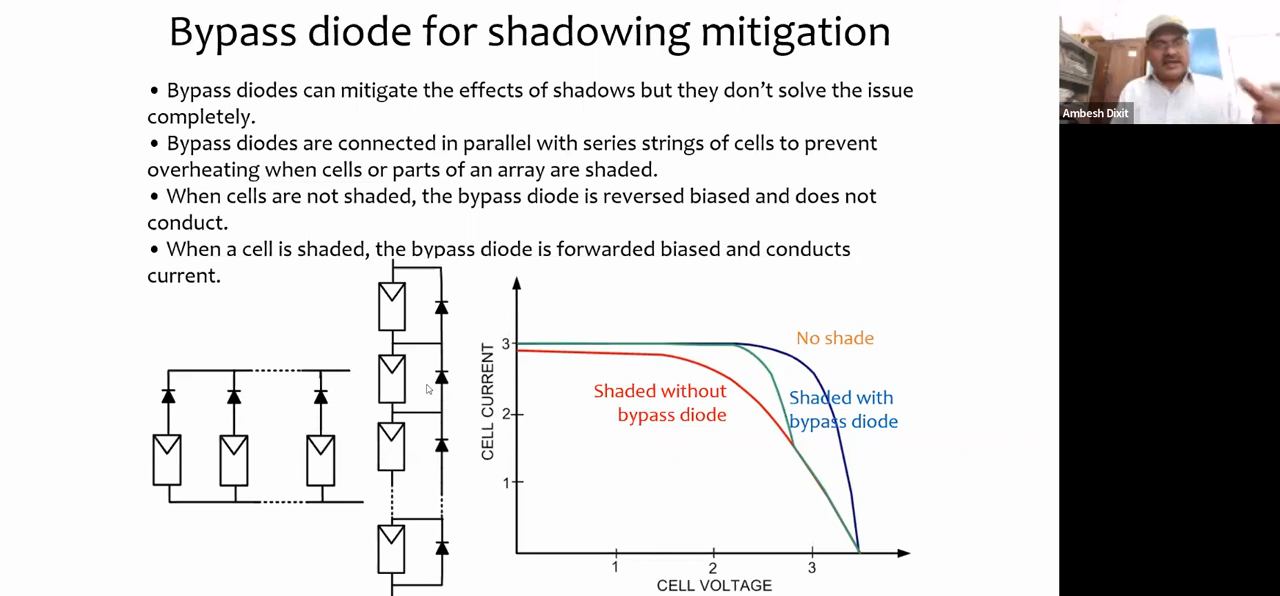 Bypass diode for shadowing mitigation
• Bypass diodes can mitigate the effects of shadows but they don't solve the issue
completely.
• Bypass diodes are connected in parallel with series strings of cells to prevent
overheating when cells or parts of an array are shaded.
• When cells are not shaded, the bypass diode is reversed biased and does not
conduct.
• When a cell is shaded, the bypass diode is forwarded biased and conducts
current.
No shade
Shaded without
bypass diode
Shaded with
bypass diode
CELL CURRENT
3
2
1
1 2 3
CELL VOLTAGE
Ambesh Dixit